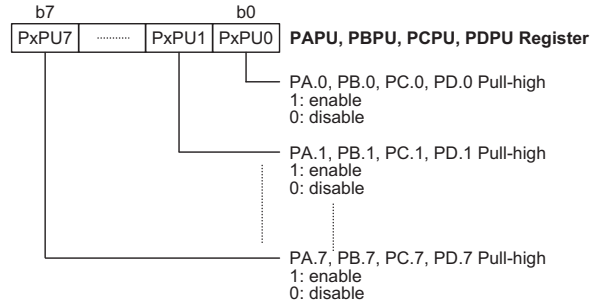 b7 b0
PxPU7 ........... PxPU1 PxPU0 PAPU, PBPU, PCPU, PDPU Register
PA.0, PB.0, PC.0, PD.0 Pull-high
1: enable
0: disable
PA.1, PB.1, PC.1, PD.1 Pull-high
1: enable
0: disable
PA.7, PB.7, PC.7, PD.7 Pull-high
1: enable
0: disable